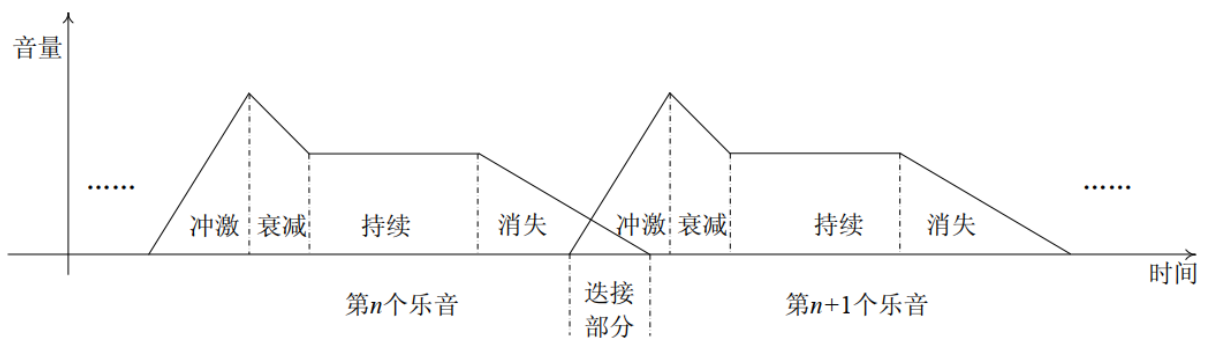 音量
……
冲激
衰减
持续
消失
冲激
衰减
持续
消失
……
时间
第n个乐音
迭接
部分
第n+1个乐音